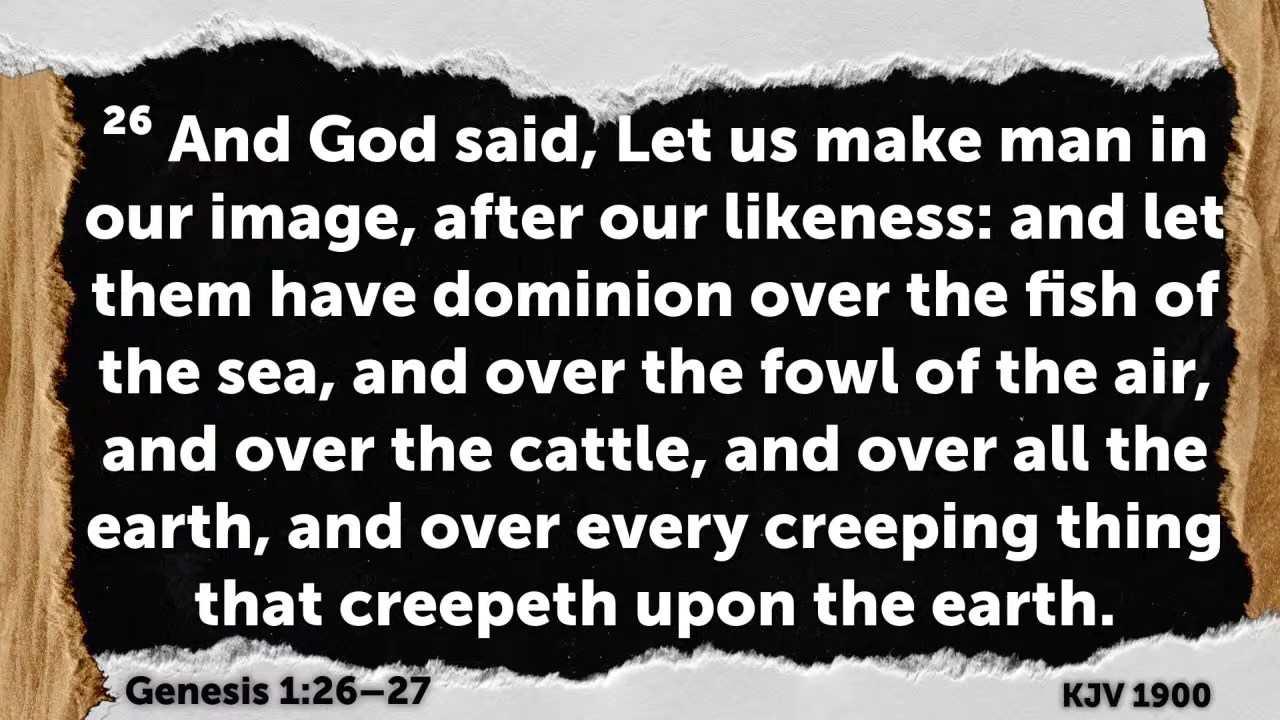 26 And God said, Let us make man in
our image, after our likeness: and let
them have dominion over the fish of
the sea, and over the fowl of the air,
and over the cattle, and over all the
earth, and over every creeping thing
that creepeth upon the earth.
Genesis 1:26–27
KJV 1900